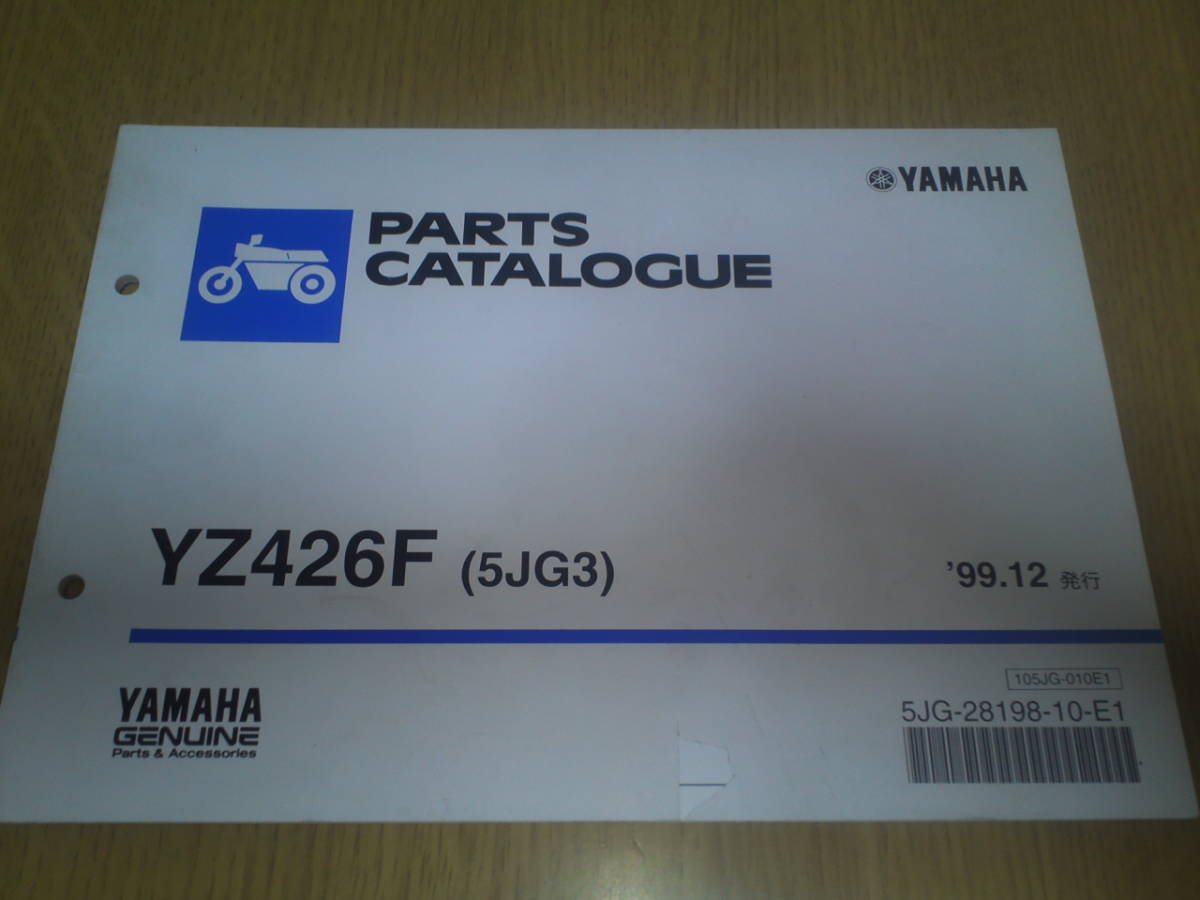 YAMAHA
PARTS
CATALOGUE
YZ426F (5JG3)
'99.12 発行
YAMAHA
GENUINE
Parts & Accessories
105JG-010E1
5JG-28198-10-E1